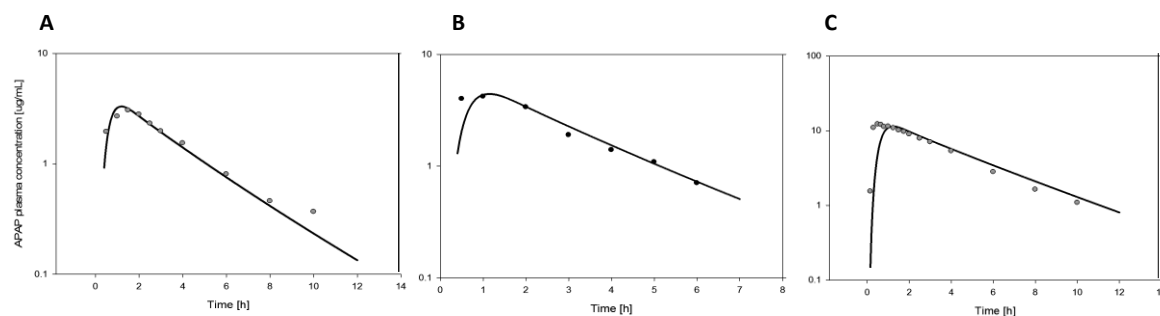 A
B
C
APAP plasma concentration [ug/mL]
10
1
0.1
0 2 4 6 8 10 12 14
Time [h]
10
1
0.1
0 1 2 3 4 5 6 7 8
Time [h]
100
10
1
0.1
0 2 4 6 8 10 12
Time [h]